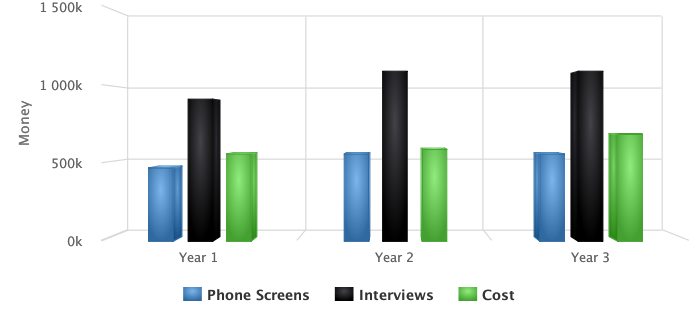 1 500k
1 000k
500k
0k
Money
Year 1
Year 2
Year 3
Phone Screens
Interviews
Cost